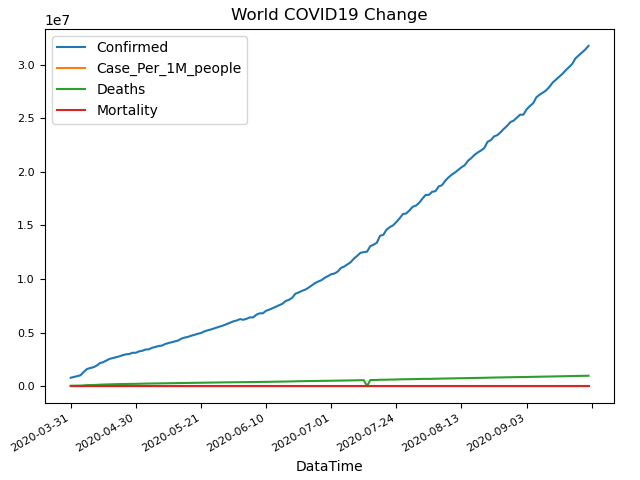 World COVID19 Change
1e7
Confirmed
Case_Per_1M_people
Deaths
Mortality
3.0
2.5
2.0
1.5
1.0
0.5
0.0
2020-03-31
2020-04-30
2020-05-21
2020-06-10
2020-07-01
2020-07-24
2020-08-13
2020-09-03
DataTime